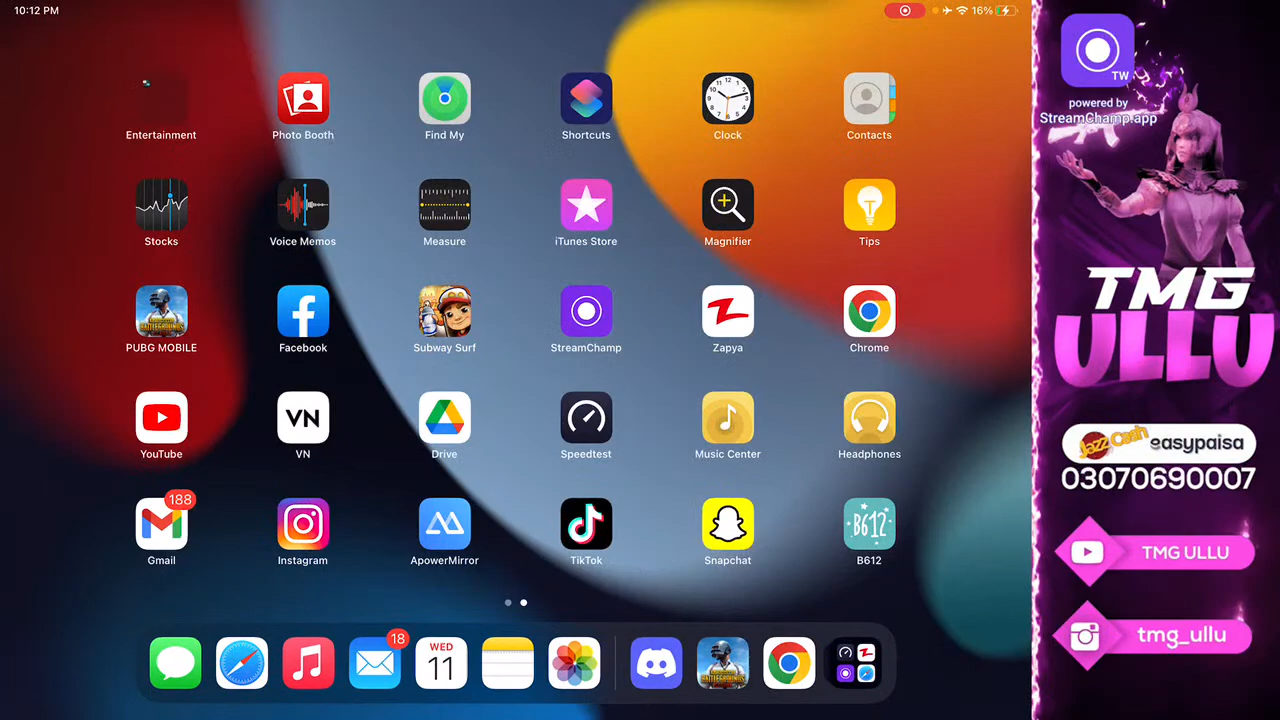 10:12 PM
16%
TW
powered by
StreamChamp.app
Entertainment
Photo Booth
Find My
Shortcuts
Clock
Contacts
Stocks
Voice Memos
Measure
iTunes Store
Magnifier
Tips
PUBG MOBILE
Facebook
Subway Surf
StreamChamp
Zapya
Chrome
YouTube
VN
VN
Drive
Speedtest
Music Center
Headphones
188
B612
Gmail
Instagram
ApowerMirror
TikTok
Snapchat
B612
18
WED
11
TMG
ULLU
JazzCash
easypaisa
03070690007
TMG ULLU
tmg_ullu